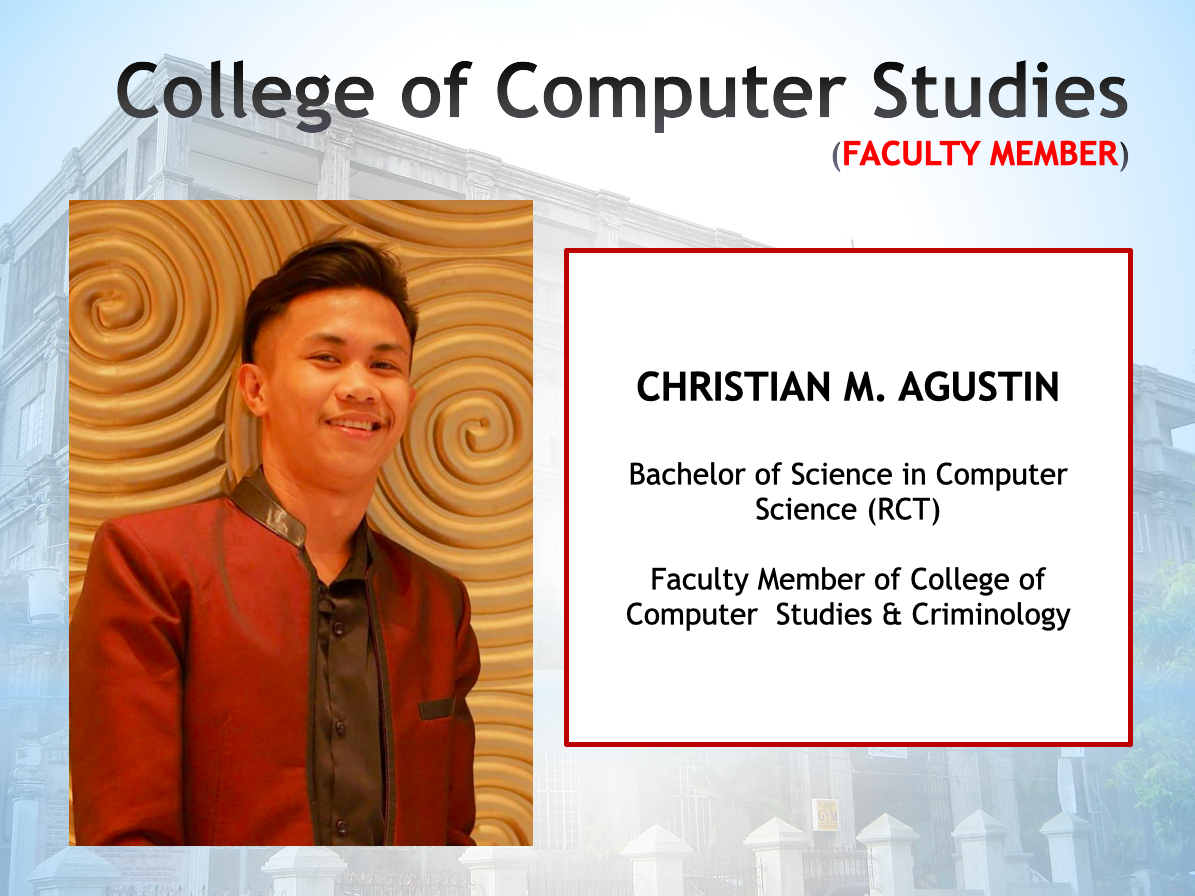 College of Computer Studies
(FACULTY MEMBER)
CHRISTIAN M. AGUSTIN
Bachelor of Science in Computer
Science (RCT)
Faculty Member of College of
Computer  Studies & Criminology
GYM